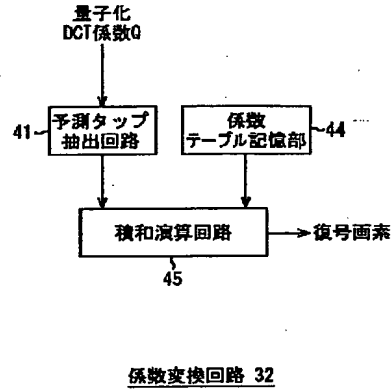 量子化
DCT係数Q
41
予測タップ
抽出回路
係数
テーブル記憶部
44
積和演算回路
復号画素
45
係数変換回路 32